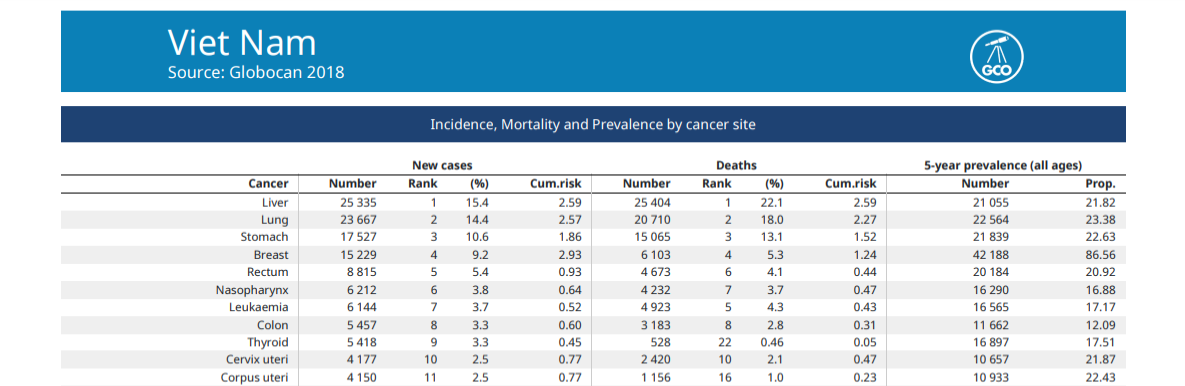 Viet Nam
Source: Globocan 2018
GCO
Incidence, Mortality and Prevalence by cancer site
New cases Deaths 5-year prevalence (all ages)
Cancer Number Rank (%) Cum.risk Number Rank (%) Cum.risk Number Prop.
Liver 25 335 1 15.4 2.59 25 404 1 22.1 2.59 21 055 21.82
Lung 23 667 2 14.4 2.57 20 710 2 18.0 2.27 22 564 23.38
Stomach 17 527 3 10.6 1.86 15 065 3 13.1 1.52 21 839 22.63
Breast 15 229 4 9.2 2.93 6 103 4 5.3 1.24 42 188 86.56
Rectum 8 815 5 5.4 0.93 4 673 6 4.1 0.44 20 184 20.92
Nasopharynx 6 212 6 3.8 0.64 4 232 7 3.7 0.47 16 290 16.88
Leukaemia 6 144 7 3.7 0.52 4 923 5 4.3 0.43 16 565 17.17
Colon 5 457 8 3.3 0.60 3 183 8 2.8 0.31 11 662 12.09
Thyroid 5 418 9 3.3 0.45 528 22 0.46 0.05 16 897 17.51
Cervix uteri 4 177 10 2.5 0.77 2 420 10 2.1 0.47 10 657 21.87
Corpus uteri 4 150 11 2.5 0.77 1 156 16 1.0 0.23 10 933 22.43